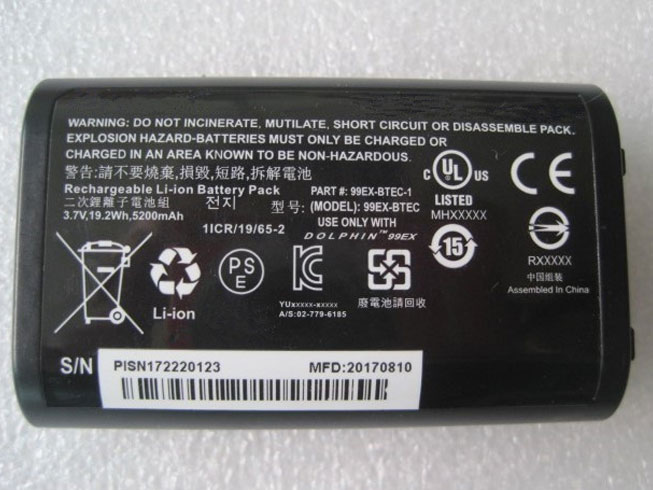 WARNING: DO NOT INCINERATE, MUTILATE, SHORT CIRCUIT OR DISASSEMBLE PACK.
EXPLOSION HAZARD-BATTERIES MUST ONLY BE CHARGED OR
CHARGED IN AN AREA KNOWN TO BE NON-HAZARDOUS.
警告:請不要燒棄,損毀,短路,拆解電池
Rechargeable Li-ion Battery Pack
二次鋰離子電池組 전지
3.7V,19.2Wh,5200mAh
1ICR/19/65-2
PART #: 99EX-BTEC-1
型号: (MODEL): 99EX-BTEC
USE ONLY WITH
DOLPHIN™ 99EX
c UL US
LISTED
MHXXXXX
15
CE
RXXXXX
中国組装
Assembled In China
Li-ion
PS
E
KC
YUxxxxx-xxxxx
A/S:02-779-6185
廢電池請回收
S/N
PISN172220123 MFD:20170810